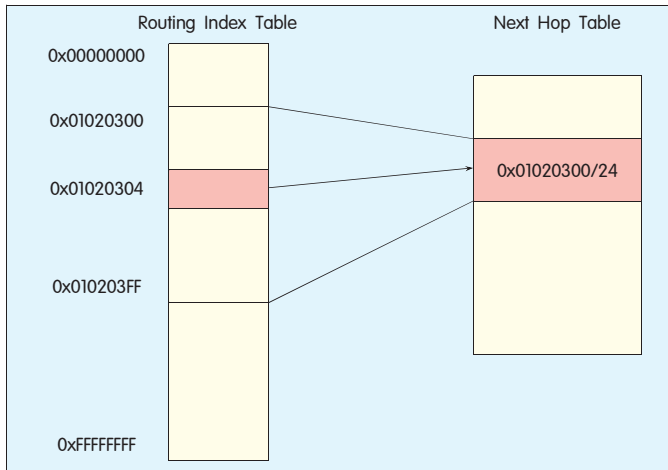 Routing Index Table
Next Hop Table
0x00000000
0x01020300
0x01020304
0x01020300/24
0x010203FF
0xFFFFFFFF